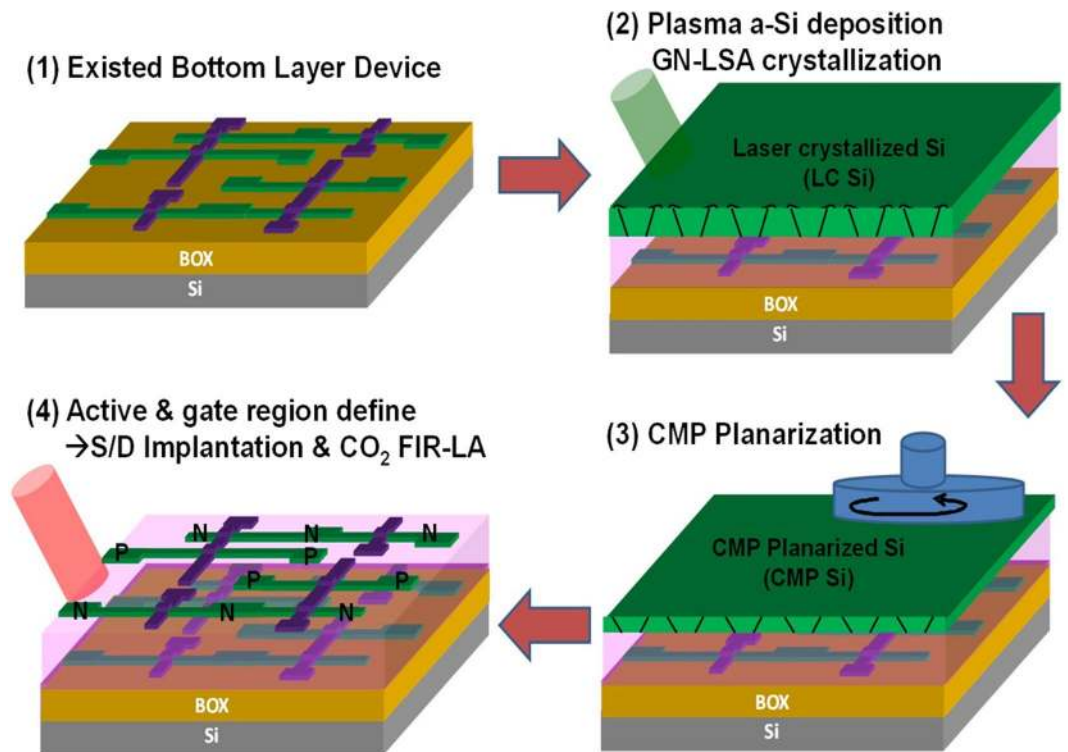 (1) Existed Bottom Layer Device
BOX
Si
(2) Plasma a-Si deposition
GN-LSA crystallization
Laser crystallized Si
(LC Si)
BOX
Si
(3) CMP Planarization
CMP Planarized Si
(CMP Si)
BOX
Si
(4) Active & gate region define
→S/D Implantation & CO₂ FIR-LA
N N N
P P
P P
N N N
BOX
Si